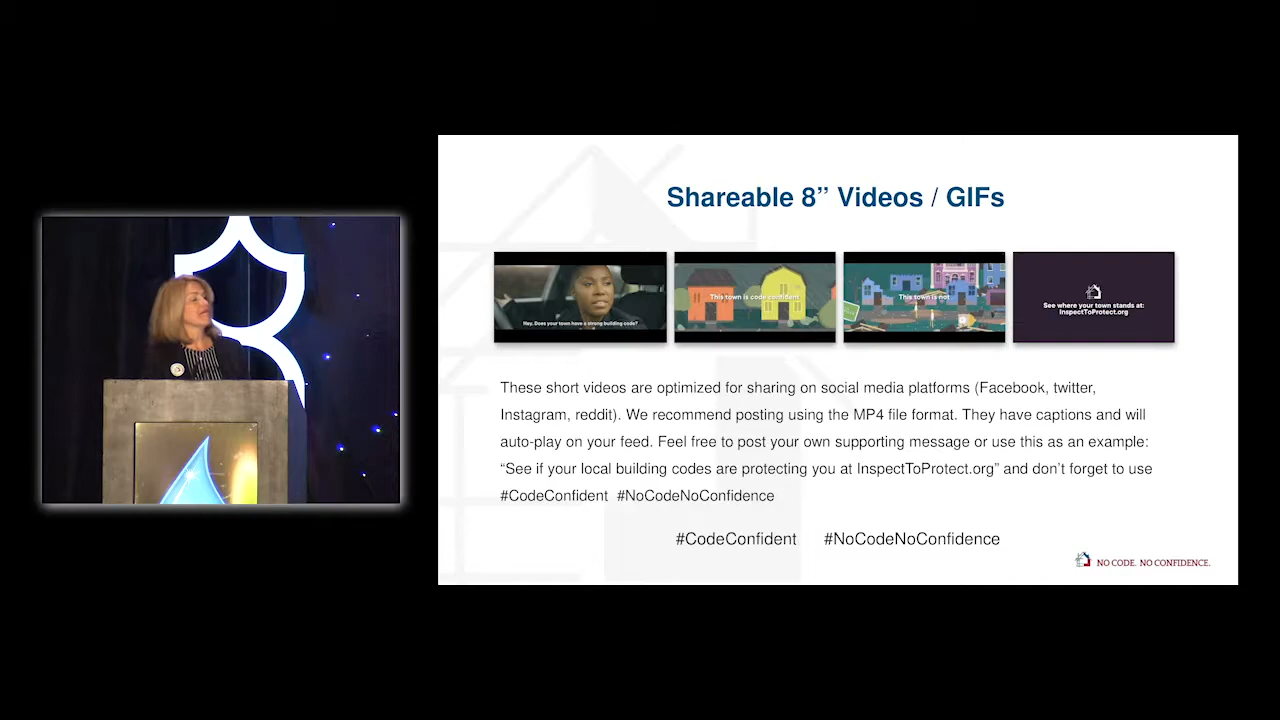 Shareable 8” Videos / GIFs
Hey, Does your town have a strong building code?
This town is code confident
This town is not
See where your town stands at:
InspectToProtect.org
These short videos are optimized for sharing on social media platforms (Facebook, twitter,
Instagram, reddit). We recommend posting using the MP4 file format. They have captions and will
auto-play on your feed. Feel free to post your own supporting message or use this as an example:
“See if your local building codes are protecting you at InspectToProtect.org” and don’t forget to use
#CodeConfident #NoCodeNoConfidence
#CodeConfident #NoCodeNoConfidence
NO CODE. NO CONFIDENCE.